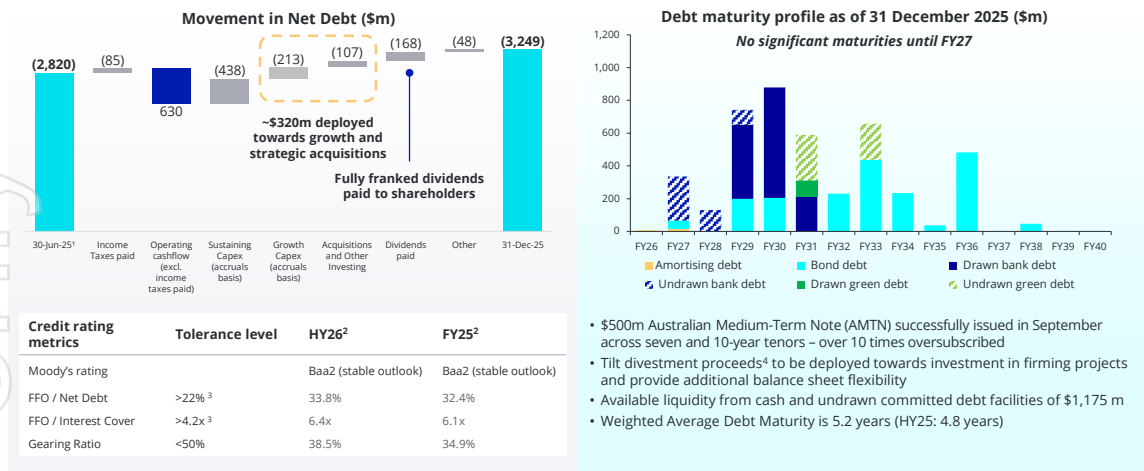 Movement in Net Debt ($m)
(2,820)
(85)
630
(438)
(213)
(107)
(168)
(48)
(3,249)
~$320m deployed
towards growth and
strategic acquisitions
Fully franked dividends
paid to shareholders
30-Jun-25¹
Income
Taxes paid
Operating
cashflow
(excl.
income
taxes paid)
Sustaining
Capex
(accruals
basis)
Growth
Capex
(accruals
basis)
Acquisitions
and Other
Investing
Dividends
paid
Other
31-Dec-25
Credit rating
metrics
Tolerance level
HY26²
FY25²
Moody's rating
Baa2 (stable outlook)
Baa2 (stable outlook)
FFO / Net Debt
>22% ³
33.8%
32.4%
FFO / Interest Cover
>4.2x ³
6.4x
6.1x
Gearing Ratio
<50%
38.5%
34.9%
Debt maturity profile as of 31 December 2025 ($m)
No significant maturities until FY27
1,200
1,000
800
600
400
200
0
FY26 FY27 FY28 FY29 FY30 FY31 FY32 FY33 FY34 FY35 FY36 FY37 FY38 FY39 FY40
Amortising debt
Bond debt
Drawn bank debt
Undrawn bank debt
Drawn green debt
Undrawn green debt
• $500m Australian Medium-Term Note (AMTN) successfully issued in September
across seven and 10-year tenors – over 10 times oversubscribed
• Tilt divestment proceeds⁴ to be deployed towards investment in firming projects
and provide additional balance sheet flexibility
• Available liquidity from cash and undrawn committed debt facilities of $1,175 m
• Weighted Average Debt Maturity is 5.2 years (HY25: 4.8 years)